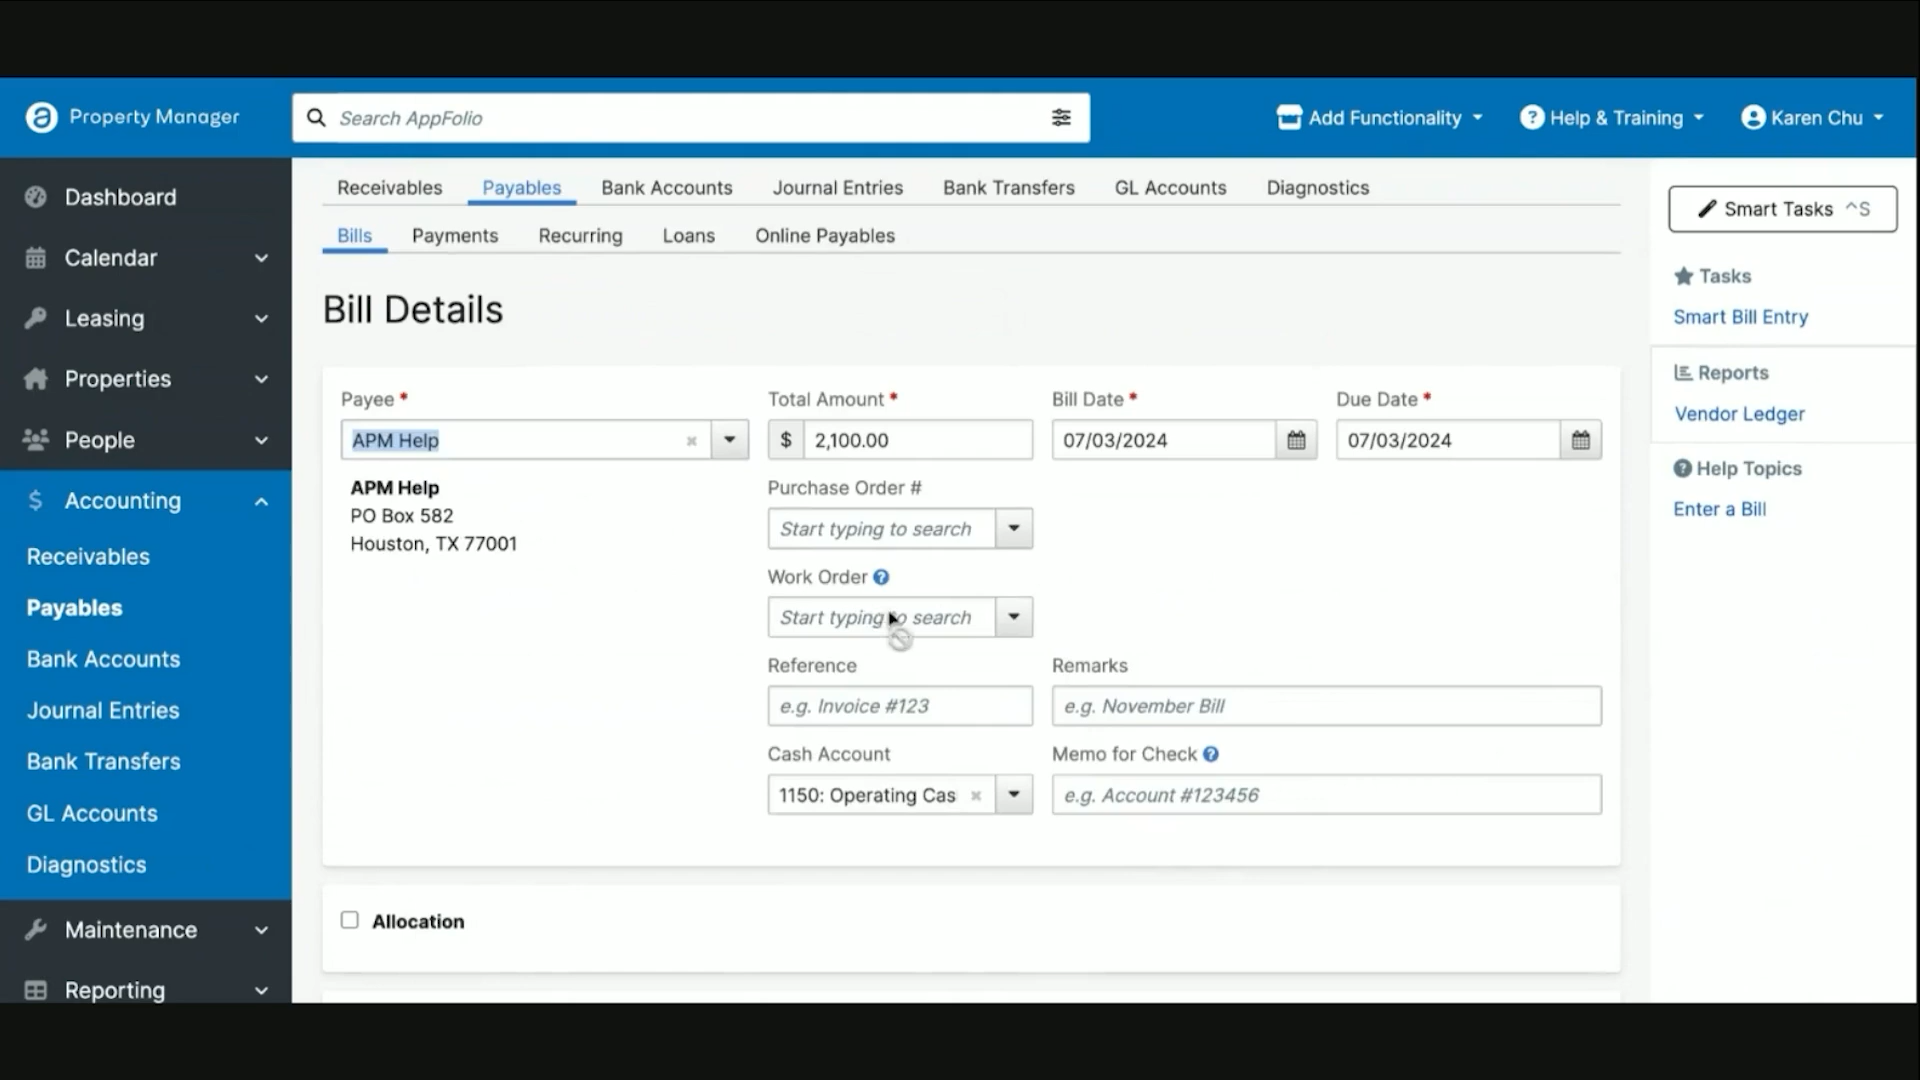 Property Manager
Search AppFolio
Add Functionality
Help & Training
Karen Chu
Dashboard
Calendar
Leasing
Properties
People
Accounting
Receivables
Payables
Bank Accounts
Journal Entries
Bank Transfers
GL Accounts
Diagnostics
Maintenance
Reporting
Receivables Payables Bank Accounts Journal Entries Bank Transfers GL Accounts Diagnostics
Bills Payments Recurring Loans Online Payables
Bill Details
Payee *
APM Help
APM Help
PO Box 582
Houston, TX 77001
Total Amount *
$ 2,100.00
Bill Date *
07/03/2024
Due Date *
07/03/2024
Purchase Order #
Start typing to search
Work Order ?
Start typing to search
Reference
e.g. Invoice #123
Remarks
e.g. November Bill
Cash Account
1150: Operating Cas
Memo for Check ?
e.g. Account #123456
Allocation
Smart Tasks ^S
Tasks
Smart Bill Entry
Reports
Vendor Ledger
Help Topics
Enter a Bill